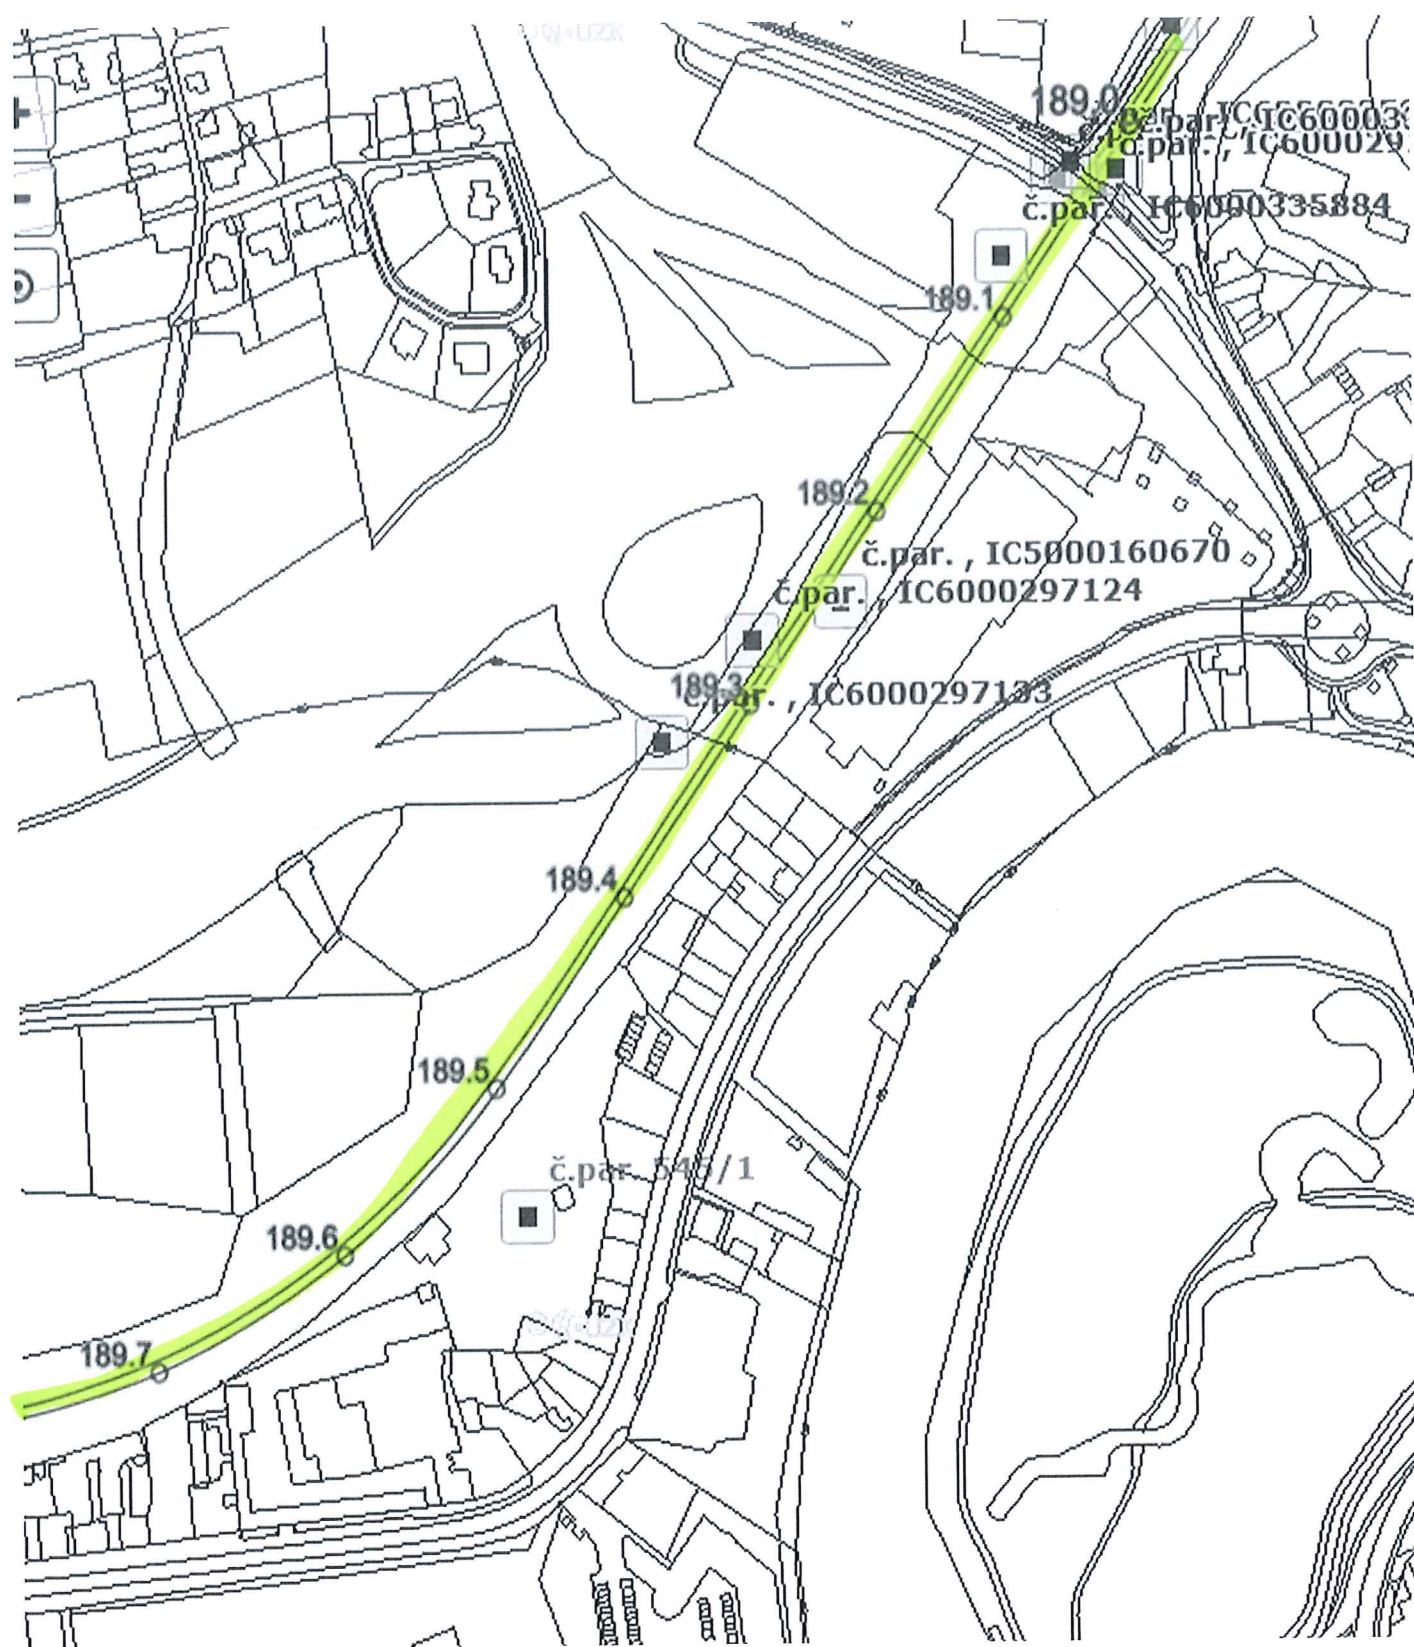 189.0
č.par. , IC6000335884
189.1
189.2
č.par. , IC5000160670
č.par. , IC6000297124
189.3
č.par. , IC6000297133
189.4
189.5
č.par. 545/1
189.6
189.7